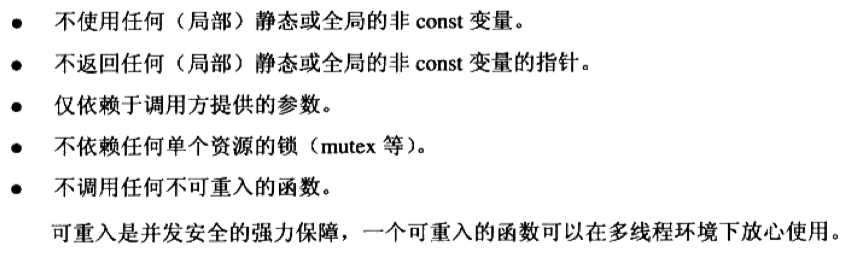 ● 不使用任何（局部）静态或全局的非 const 变量。
● 不返回任何（局部）静态或全局的非 const 变量的指针。
● 仅依赖于调用方提供的参数。
● 不依赖任何单个资源的锁（mutex 等）。
● 不调用任何不可重入的函数。
可重入是并发安全的强力保障，一个可重入的函数可以在多线程环境下放心使用。